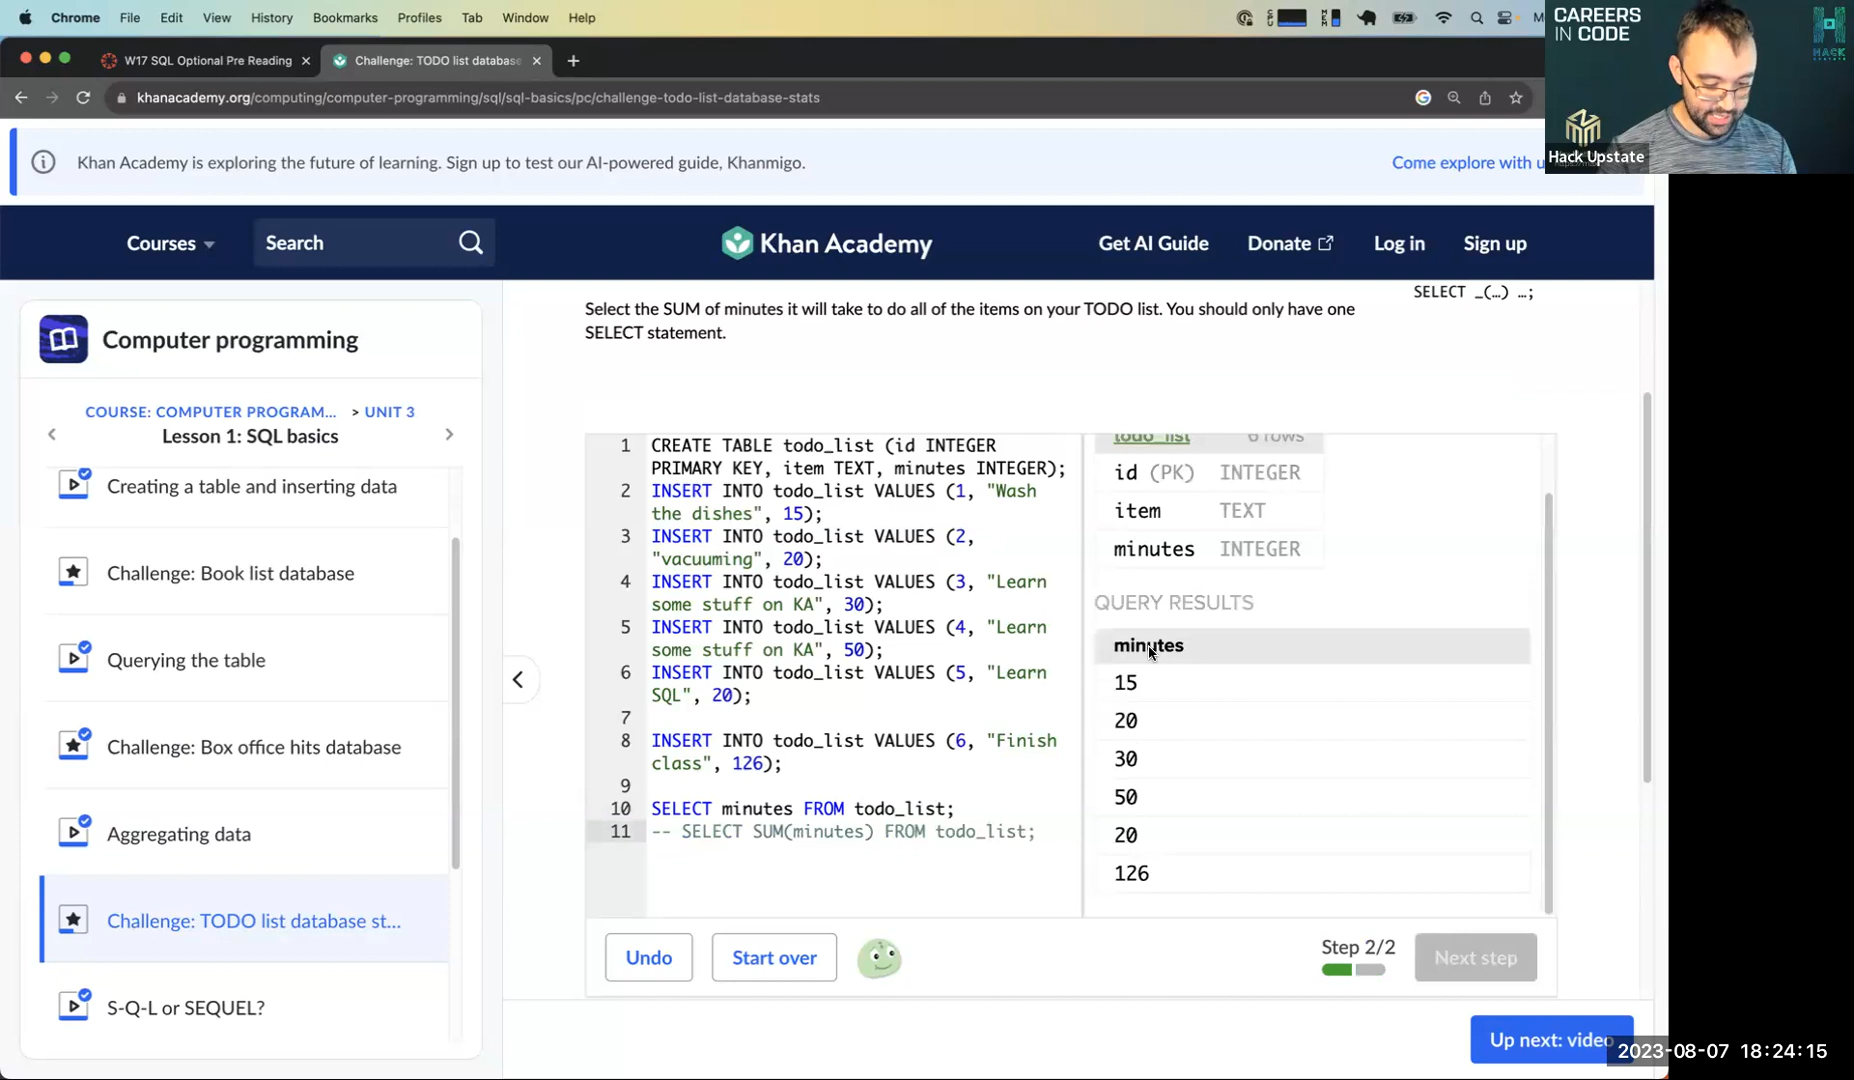 Chrome File Edit View History Bookmarks Profiles Tab Window Help
CAREERS
IN CODE
HACK
UPSTATE
W17 SQL Optional Pre Reading
Challenge: TODO list database
khanacademy.org/computing/computer-programming/sql/sql-basics/pc/challenge-todo-list-database-stats
Hack Upstate
Khan Academy is exploring the future of learning. Sign up to test our AI-powered guide, Khanmigo.
Come explore with u
Courses
Search
Khan Academy
Get AI Guide
Donate
Log in
Sign up
Computer programming
COURSE: COMPUTER PROGRAM... > UNIT 3
Lesson 1: SQL basics
Creating a table and inserting data
Challenge: Book list database
Querying the table
Challenge: Box office hits database
Aggregating data
Challenge: TODO list database st...
S-Q-L or SEQUEL?
Select the SUM of minutes it will take to do all of the items on your TODO list. You should only have one
SELECT statement.
SELECT _(…) …;
1 CREATE TABLE todo_list (id INTEGER
PRIMARY KEY, item TEXT, minutes INTEGER);
2 INSERT INTO todo_list VALUES (1, "Wash
the dishes", 15);
3 INSERT INTO todo_list VALUES (2,
"vacuuming", 20);
4 INSERT INTO todo_list VALUES (3, "Learn
some stuff on KA", 30);
5 INSERT INTO todo_list VALUES (4, "Learn
some stuff on KA", 50);
6 INSERT INTO todo_list VALUES (5, "Learn
SQL", 20);
7
8 INSERT INTO todo_list VALUES (6, "Finish
class", 126);
9
10 SELECT minutes FROM todo_list;
11 -- SELECT SUM(minutes) FROM todo_list;
todo_list 6 rows
id (PK) INTEGER
item TEXT
minutes INTEGER
QUERY RESULTS
minutes
15
20
30
50
20
126
Undo
Start over
Step 2/2
Next step
Up next: video
2023-08-07 18:24:15